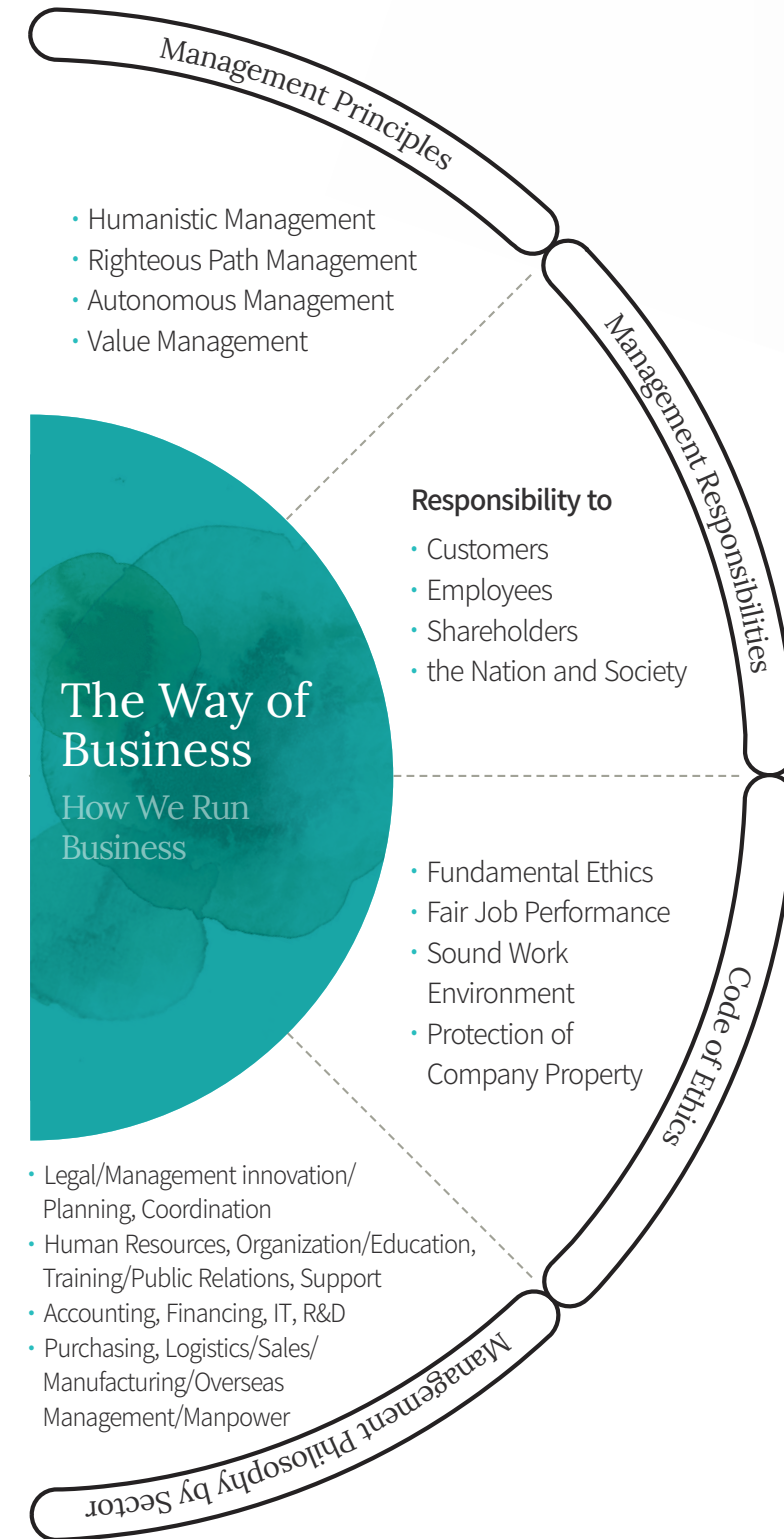 Management Principles
· Humanistic Management
· Righteous Path Management
· Autonomous Management
· Value Management
Management Responsibilities
Responsibility to
· Customers
· Employees
· Shareholders
· the Nation and Society
The Way of
Business
How We Run
Business
· Fundamental Ethics
· Fair Job Performance
· Sound Work
Environment
· Protection of
Company Property
Code of Ethics
· Legal/Management innovation/
Planning, Coordination
· Human Resources, Organization/Education,
Training/Public Relations, Support
· Accounting, Financing, IT, R&D
· Purchasing, Logistics/Sales/
Manufacturing/Overseas
Management/Manpower
Management Philosophy by Sector